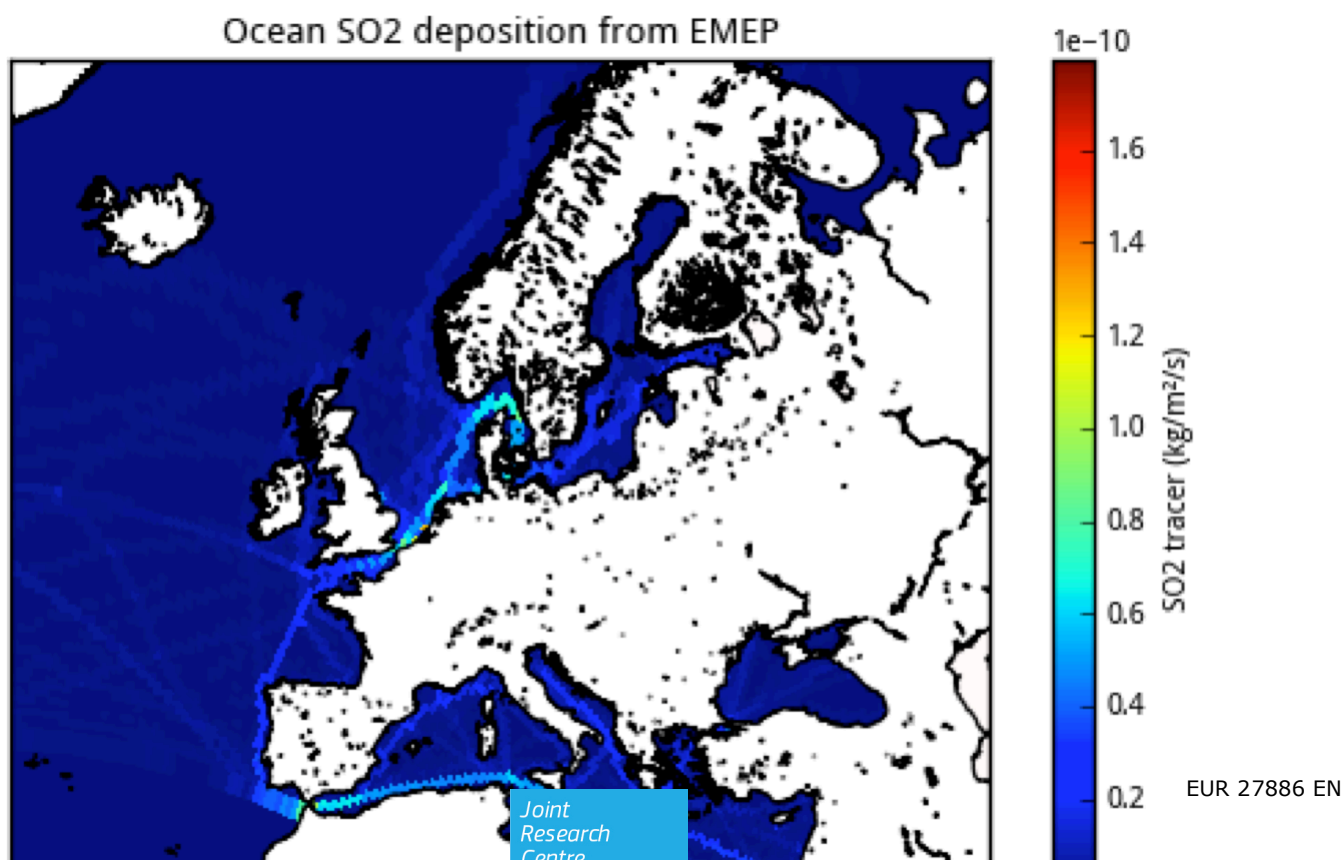 Ocean SO2 deposition from EMEP
1e−10
1.6
1.4
1.2
1.0
0.8
0.6
0.4
0.2
SO2 tracer (kg/m²/s)
EUR 27886 EN
Joint
Research
Centre